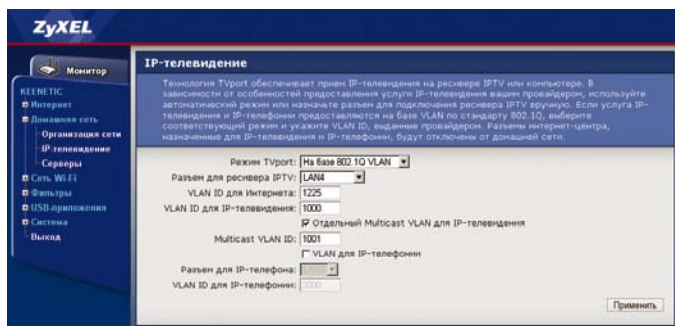 ZyXEL
Монитор
KEENETIC
Интернет
Домашняя сеть
Организация сети
IP-телевидение
Серверы
Сеть Wi-Fi
Фильтры
USB-приложения
Система
Выход
IP-телевидение
Технология TVport обеспечивает прием IP-телевидения на ресивере IPTV или компьютере. В
зависимости от особенностей предоставления услуги IP-телевидения вашим провайдером, используйте
автоматический режим или назначьте разъем для подключения ресивера IPTV вручную. Если услуга IP-
телевидения и IP-телефонии предоставляются на базе VLAN по стандарту 802.1Q, выберите
соответствующий режим и укажите VLAN ID, выданные провайдером. Разъемы интернет-центра,
назначенные для IP-телевидения и IP-телефонии, будут отключены от домашней сети.
Режим TVport: На базе 802.1Q VLAN
Разъем для ресивера IPTV: LAN4
VLAN ID для Интернета: 1225
VLAN ID для IP-телевидения: 1000
Отдельный Multicast VLAN для IP-телевидения
Multicast VLAN ID: 1001
VLAN для IP-телефонии
Разъем для IP-телефона:
VLAN ID для IP-телефонии:
Применить